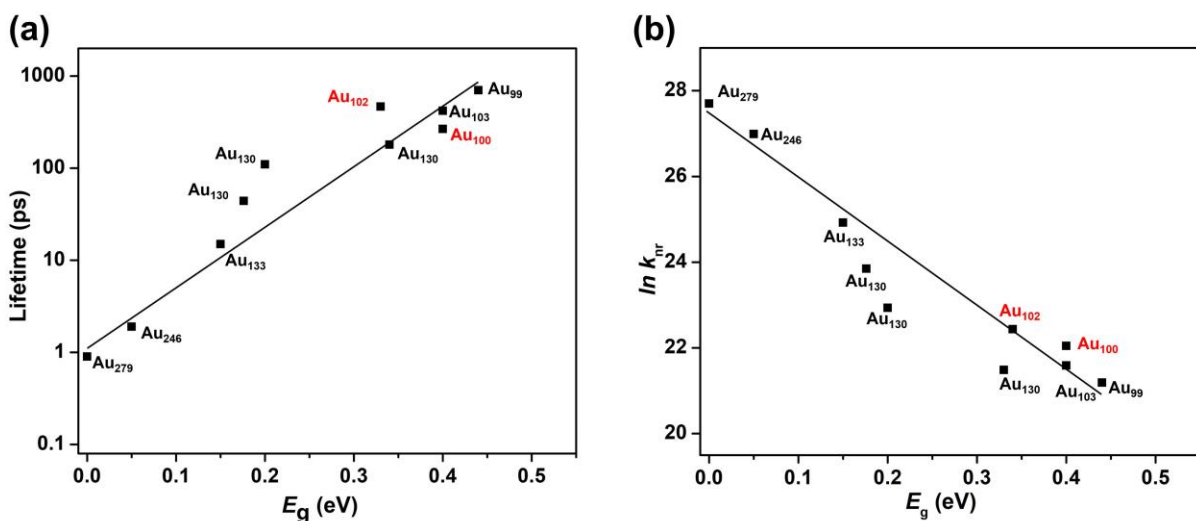 (a)
Lifetime (ps)
1000
100
10
1
0.1
Au₁₀₂
Au₉₉
Au₁₀₃
Au₁₀₀
Au₁₃₀
Au₁₃₀
Au₁₃₀
Au₁₃₃
Au₂₄₆
Au₂₇₉
0.0 0.1 0.2 0.3 0.4 0.5
E_g (eV)
(b)
ln k_nr
28
26
24
22
20
Au₂₇₉
Au₂₄₆
Au₁₃₃
Au₁₃₀
Au₁₃₀
Au₁₀₂
Au₁₀₀
Au₁₃₀
Au₁₀₃
Au₉₉
0.0 0.1 0.2 0.3 0.4 0.5
E_g (eV)